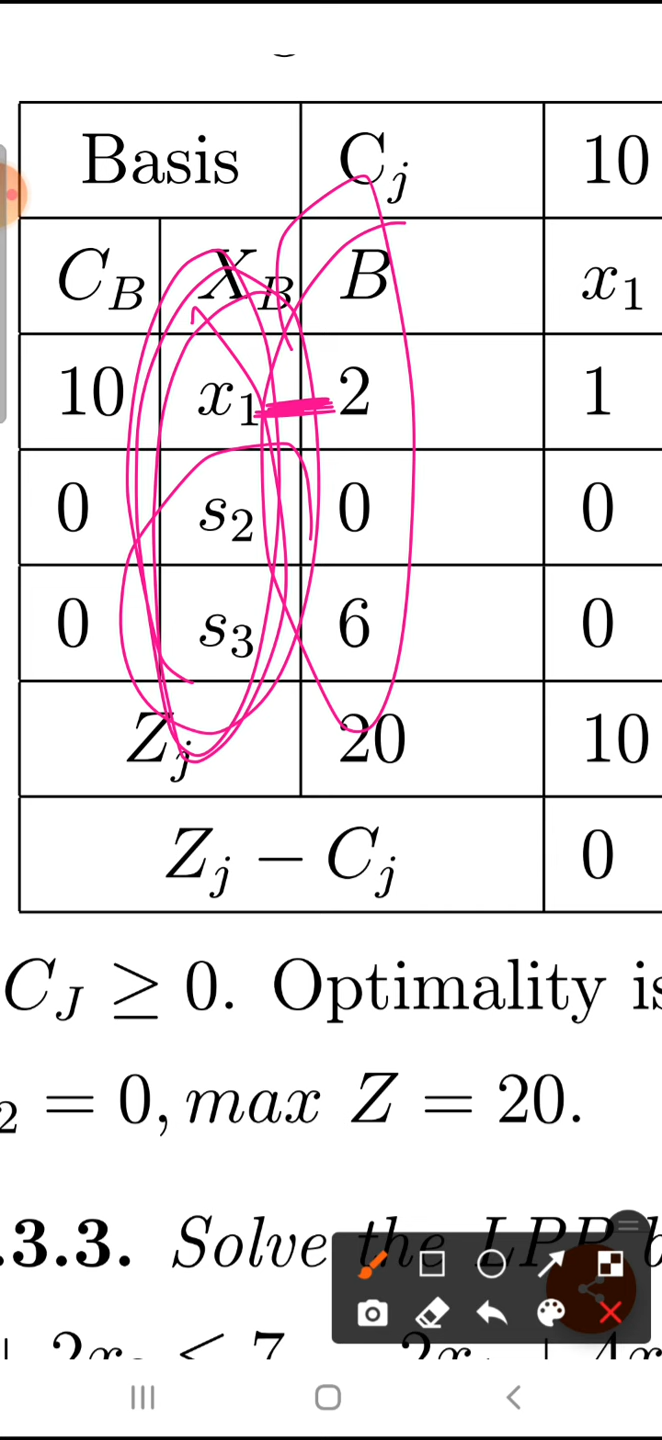 Basis C_j 10
C_B X_B B x_1
10 x_1 2 1
0 s_2 0 0
0 s_3 6 0
Z_j 20 10
Z_j − C_j 0
C_J ≥ 0. Optimality is
2 = 0, max Z = 20.
.3.3. Solve the LPP b